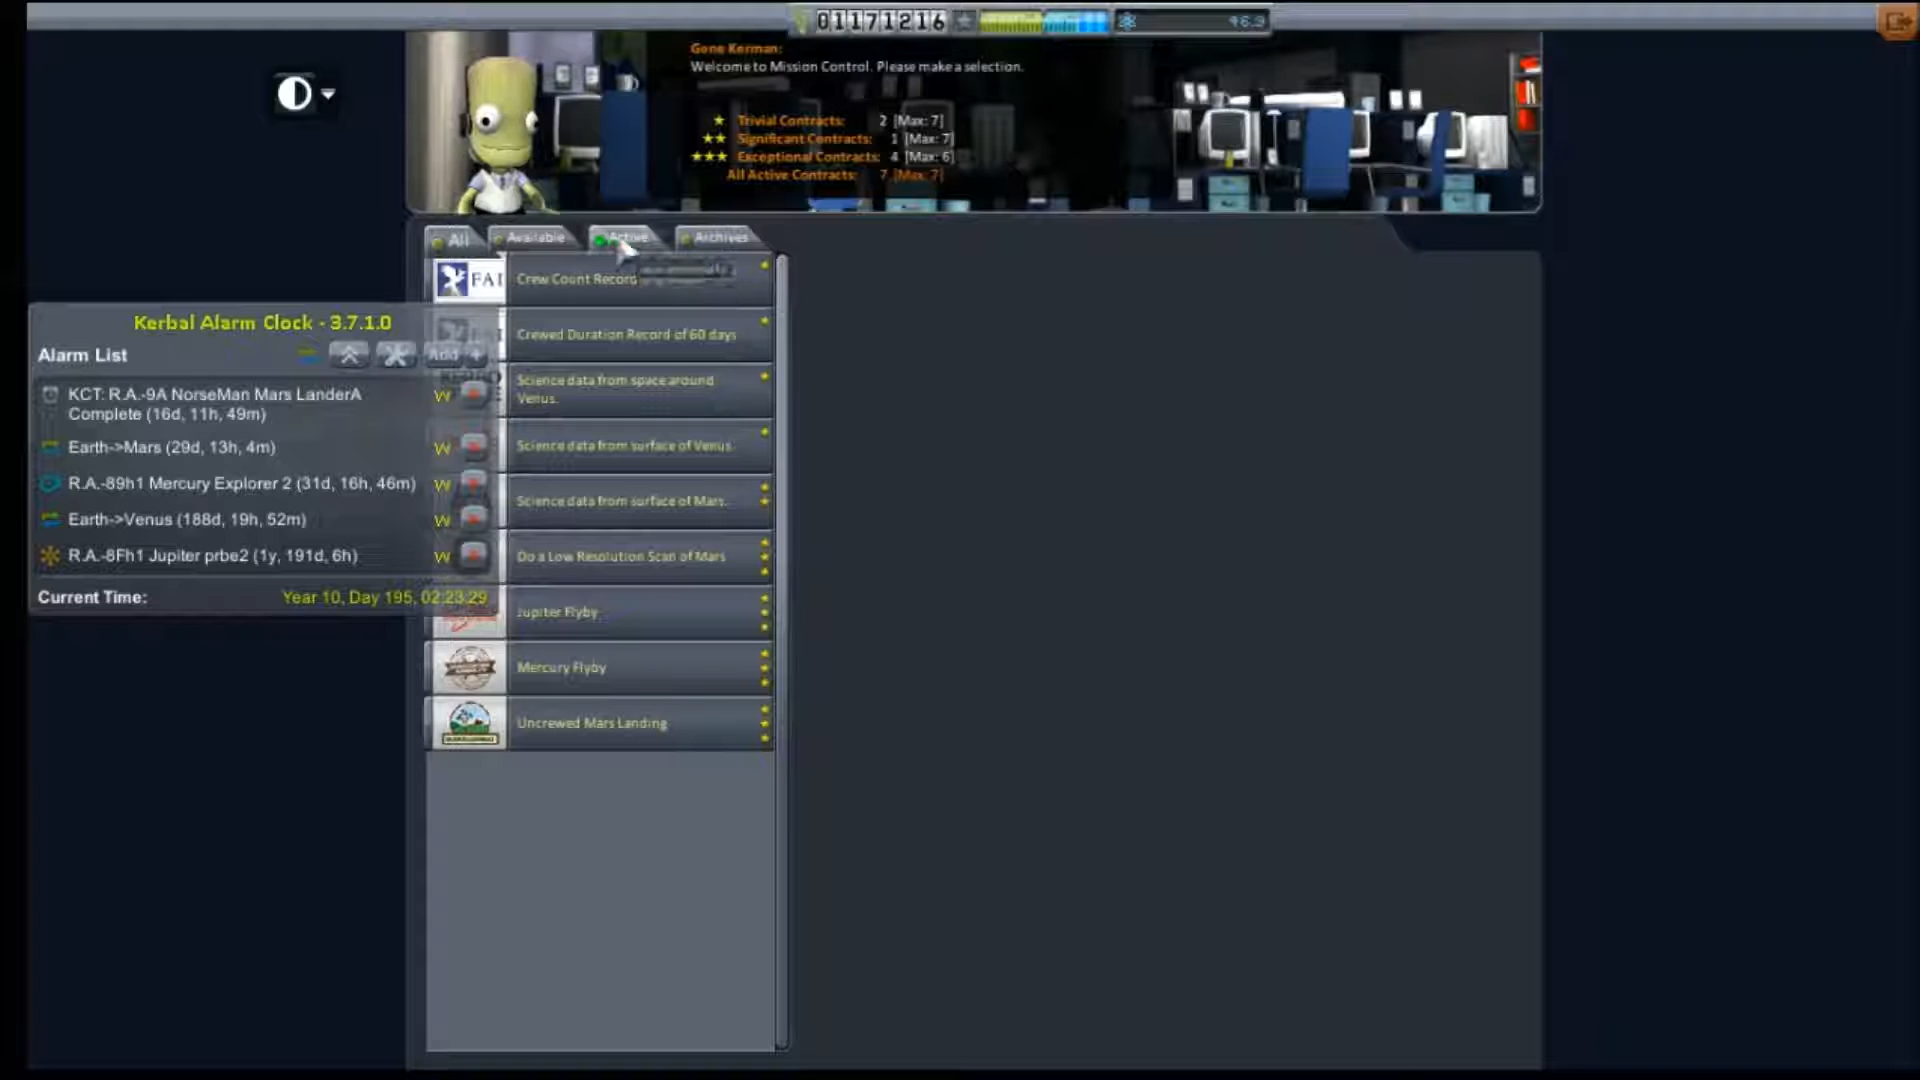 01171216
46.9
Gene Kerman:
Welcome to Mission Control. Please make a selection.
Trivial Contracts: 2 [Max: 7]
Significant Contracts: 1 [Max: 7]
Exceptional Contracts: 4 [Max: 6]
All Active Contracts: 7 [Max: 7]
All
Available
Active
Archives
FAI
Crew Count Record
Crewed Duration Record of 60 days
Science data from space around
Venus.
Science data from surface of Venus.
Science data from surface of Mars.
Do a Low Resolution Scan of Mars
Jupiter Flyby
Mercury Flyby
Uncrewed Mars Landing
Kerbal Alarm Clock - 3.7.1.0
Alarm List
Add +
KCT: R.A.-9A NorseMan Mars LanderA
Complete (16d, 11h, 49m)
W
Earth->Mars (29d, 13h, 4m)
W
R.A.-89h1 Mercury Explorer 2 (31d, 16h, 46m)
W
Earth->Venus (188d, 19h, 52m)
W
R.A.-8Fh1 Jupiter prbe2 (1y, 191d, 6h)
W
Current Time:
Year 10, Day 195, 02:23:29